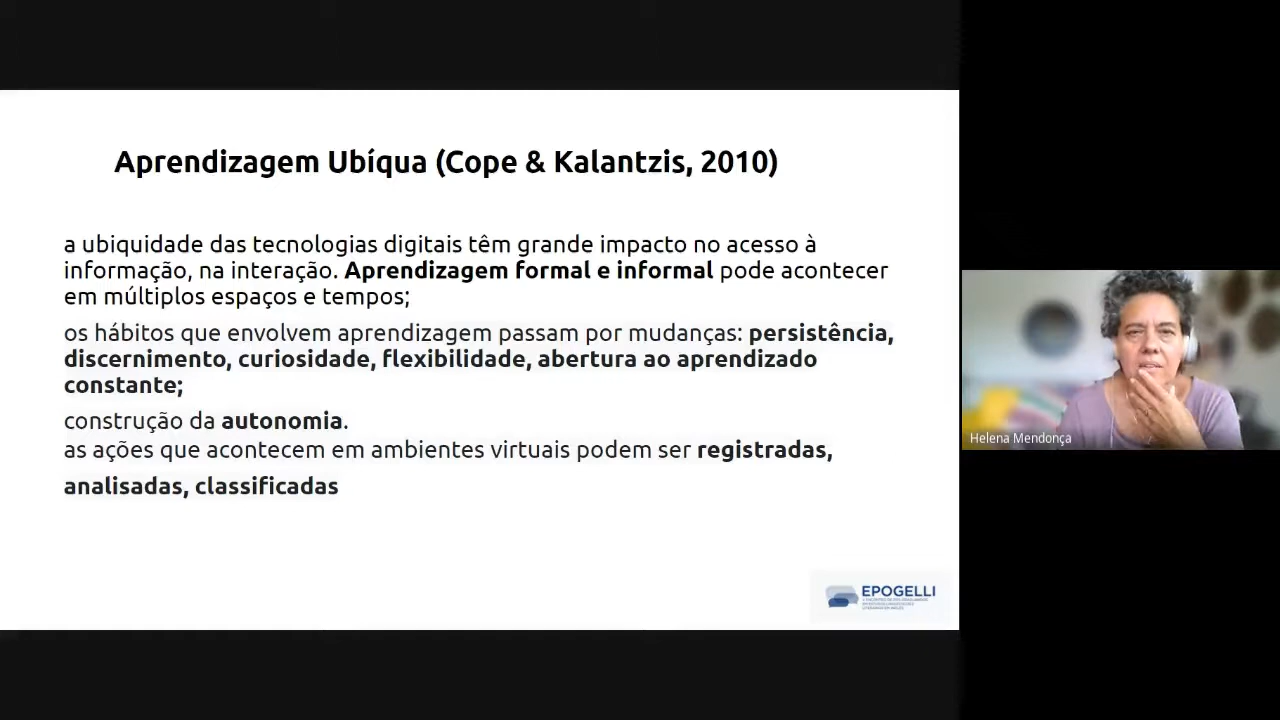 Aprendizagem Ubíqua (Cope & Kalantzis, 2010)
a ubiquidade das tecnologias digitais têm grande impacto no acesso à
informação, na interação. Aprendizagem formal e informal pode acontecer
em múltiplos espaços e tempos;
os hábitos que envolvem aprendizagem passam por mudanças: persistência,
discernimento, curiosidade, flexibilidade, abertura ao aprendizado
constante;
construção da autonomia.
as ações que acontecem em ambientes virtuais podem ser registradas,
analisadas, classificadas
EPOGELLI
Helena Mendonça